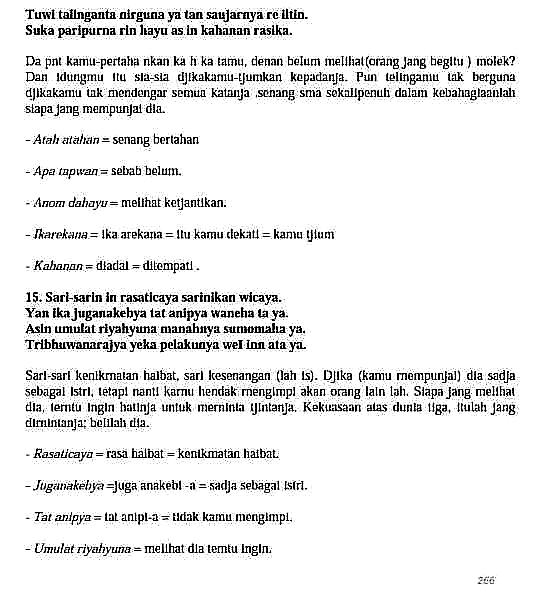 Tuwi talinganta nirguna ya tan saujarnya re iltin.
Suka paripurna rin hayu as in kahanan rasika.
Da pnt kamu-pertaha nkan ka h ka tamu, denan belum melihat(orang jang begitu ) molek?
Dan idungmu itu sia-sia djikakamu-tjumkan kepadanja. Pun telingamu tak berguna
djikakamu tak mendengar semua katanja .senang sma sekalipenuh dalam kebahagiaanlah
siapa jang mempunjai dia.
- Atah atahan = senang bertahan
- Apa tapwan = sebab belum.
- Anom dahayu = melihat ketjantikan.
- Ikarekana = ika arekana = itu kamu dekati = kamu tjium
- Kahanan = diadai = ditempati .
15. Sari-sarin in rasaticaya sarinikan wicaya.
Yan ika juganakebya tat anipya waneha ta ya.
Asin umulat riyahyuna manahnya sumomaha ya.
Tribhuwanarajya yeka pelakunya wel inn ata ya.
Sari-sari kenikmatan haibat, sari kesenangan (lah is). Djika (kamu mempunjai) dia sadja
sebagai istri, tetapi nanti kamu hendak mengimpi akan orang lain lah. Siapa jang melihat
dia, terntu ingin hatinja untuk merninta tjintanja. Kekuasaan atas dunia tiga, itulah jang
dirnintanja; belilah dia.
- Rasaticaya = rasa haibat = kenikmatan haibat.
- Juganakebya =juga anakebi -a = sadja sebagai istri.
- Tat anipya = tat anipi-a = tidak kamu mengimpi.
- Umulat riyahyuna = melihat dia terntu ingin.
266